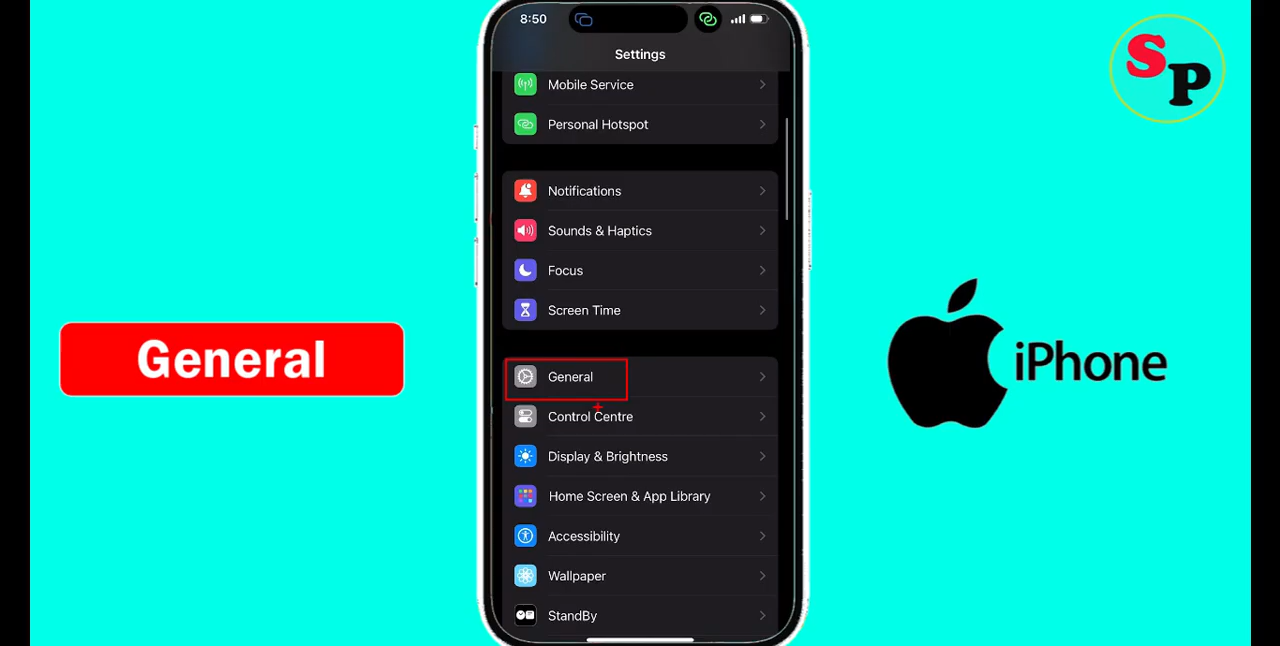 8:50
SP
Settings
Mobile Service
Personal Hotspot
Notifications
Sounds & Haptics
Focus
Screen Time
General
General
iPhone
Control Centre
Display & Brightness
Home Screen & App Library
Accessibility
Wallpaper
StandBy